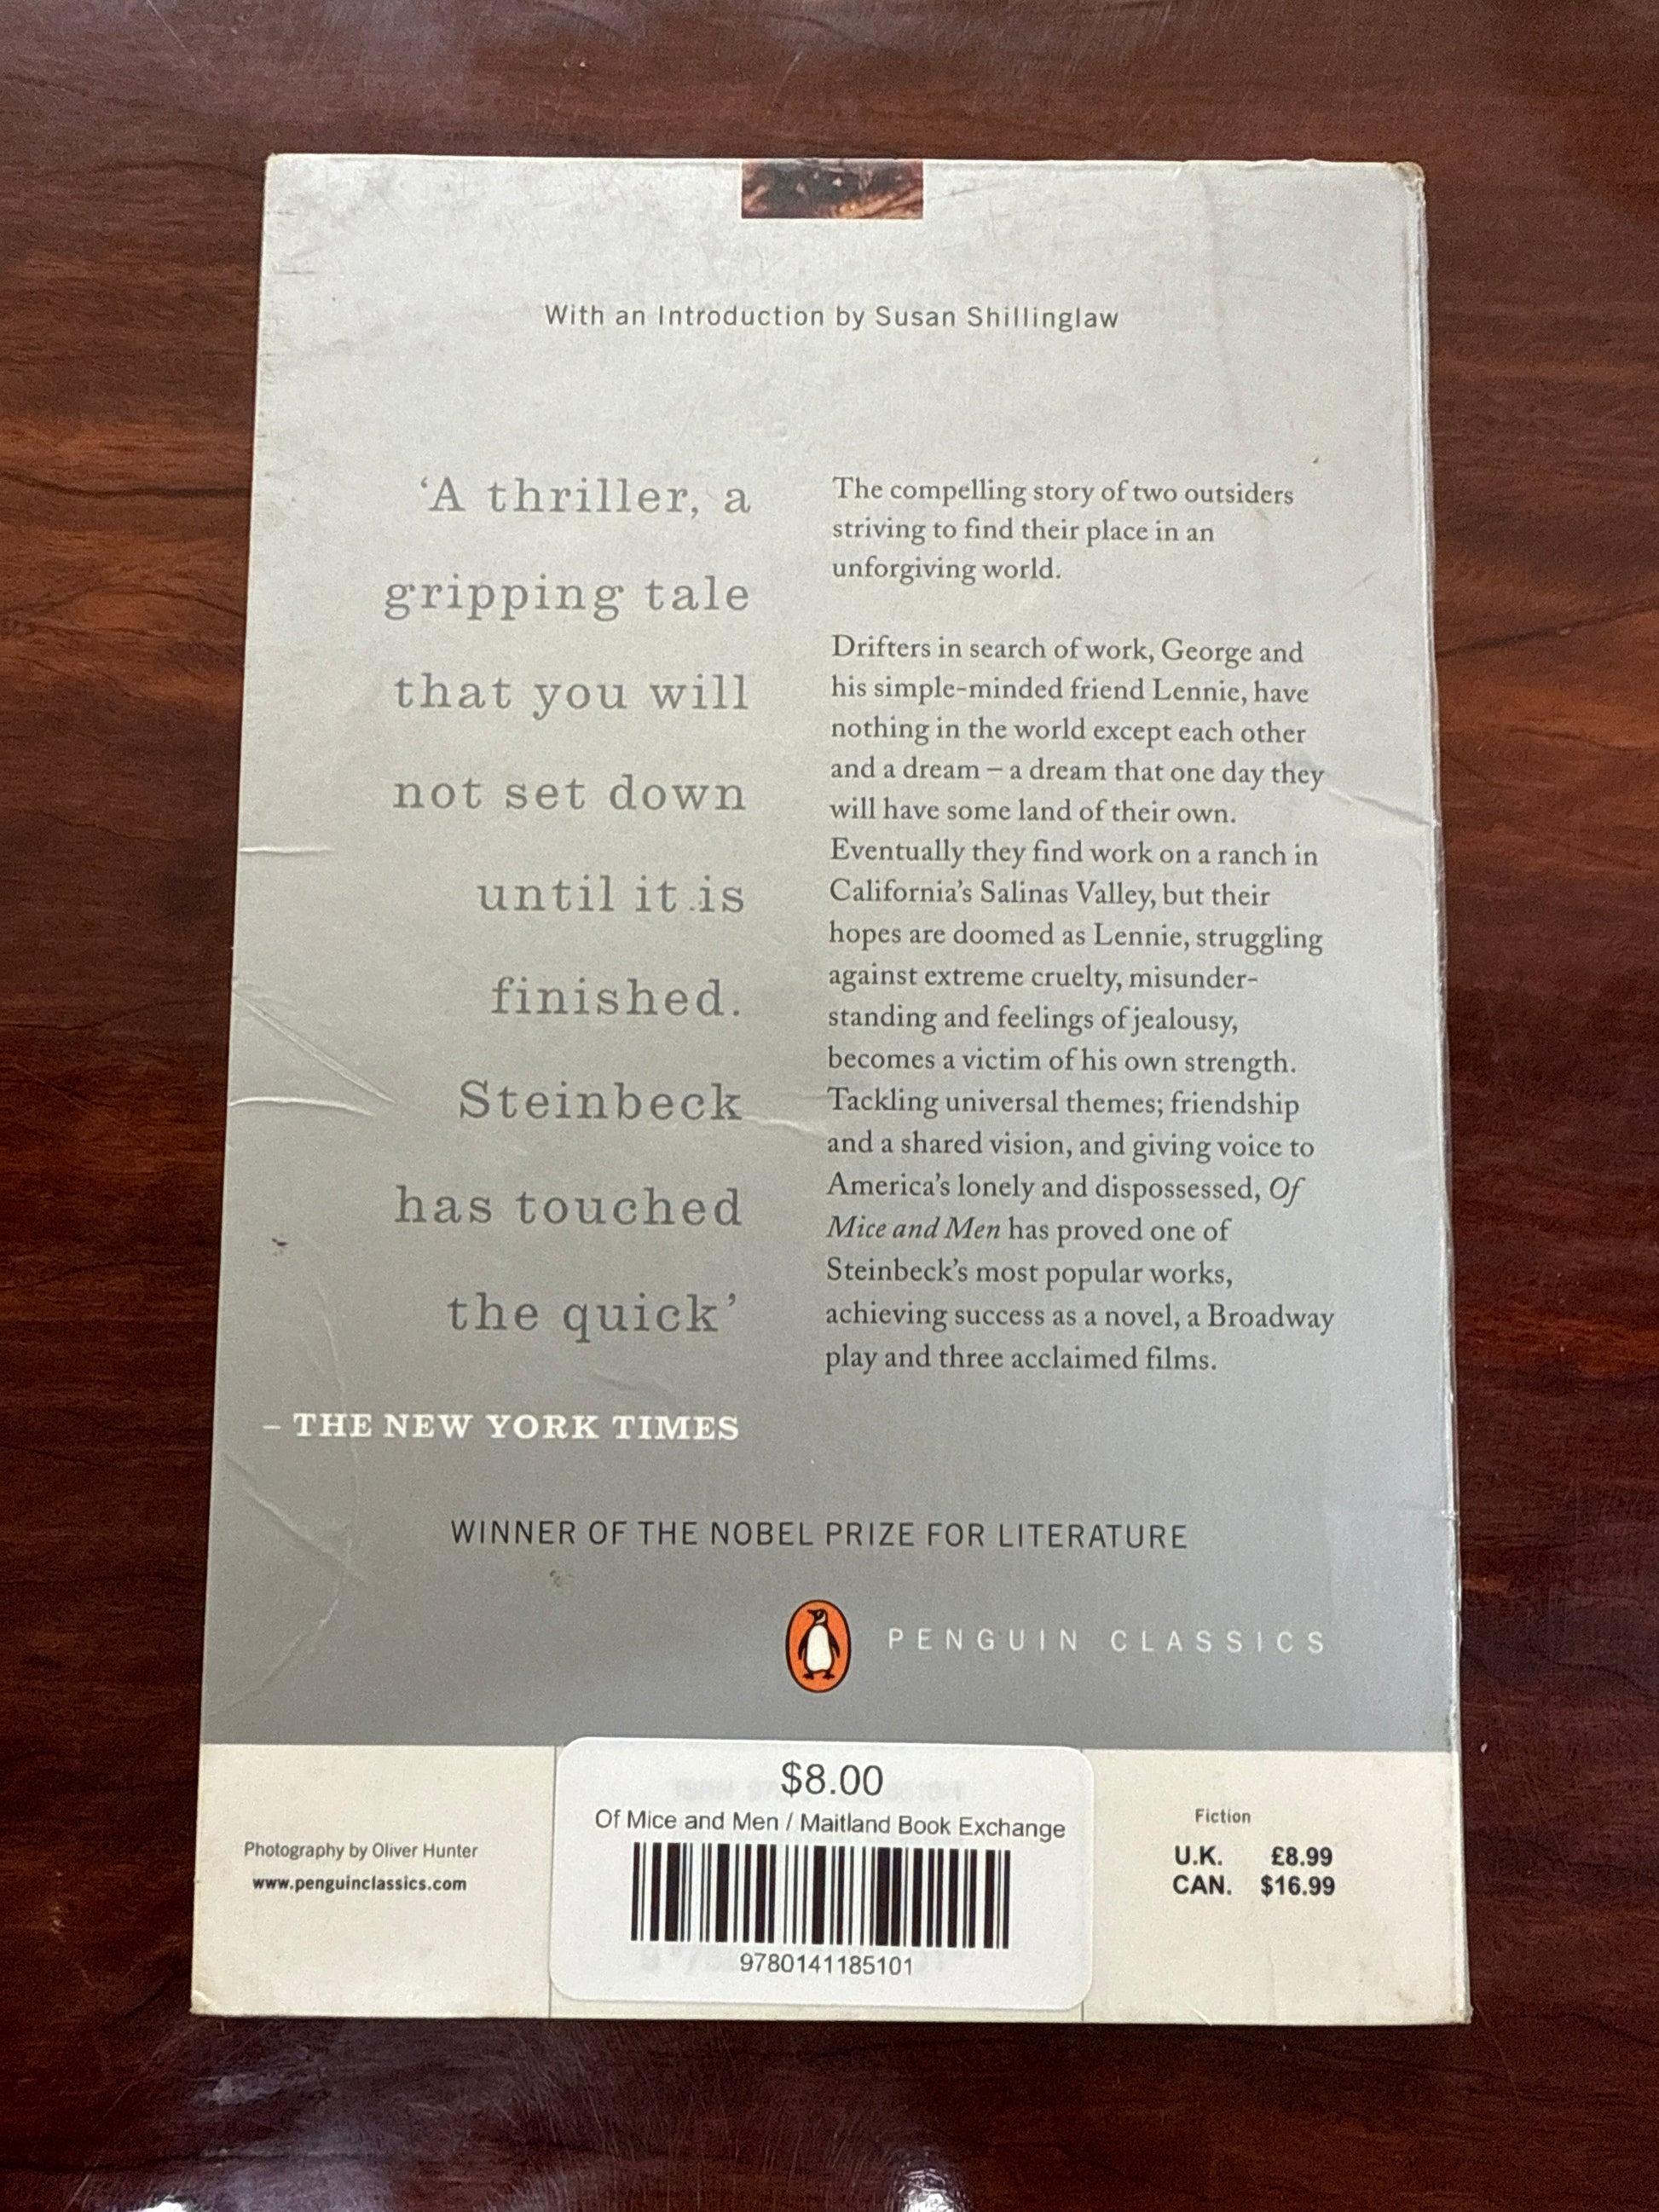 With an Introduction by Susan Shillinglaw
‘A thriller, a
gripping tale
that you will
not set down
until it is
finished.
Steinbeck
has touched
the quick’
– THE NEW YORK TIMES
The compelling story of two outsiders
striving to find their place in an
unforgiving world.
Drifters in search of work, George and
his simple-minded friend Lennie, have
nothing in the world except each other
and a dream – a dream that one day they
will have some land of their own.
Eventually they find work on a ranch in
California’s Salinas Valley, but their
hopes are doomed as Lennie, struggling
against extreme cruelty, misunder-
standing and feelings of jealousy,
becomes a victim of his own strength.
Tackling universal themes; friendship
and a shared vision, and giving voice to
America’s lonely and dispossessed, Of
Mice and Men has proved one of
Steinbeck’s most popular works,
achieving success as a novel, a Broadway
play and three acclaimed films.
WINNER OF THE NOBEL PRIZE FOR LITERATURE
PENGUIN CLASSICS
Photography by Oliver Hunter
www.penguinclassics.com
$8.00
Of Mice and Men / Maitland Book Exchange
9780141185101
Fiction
U.K. £8.99
CAN. $16.99